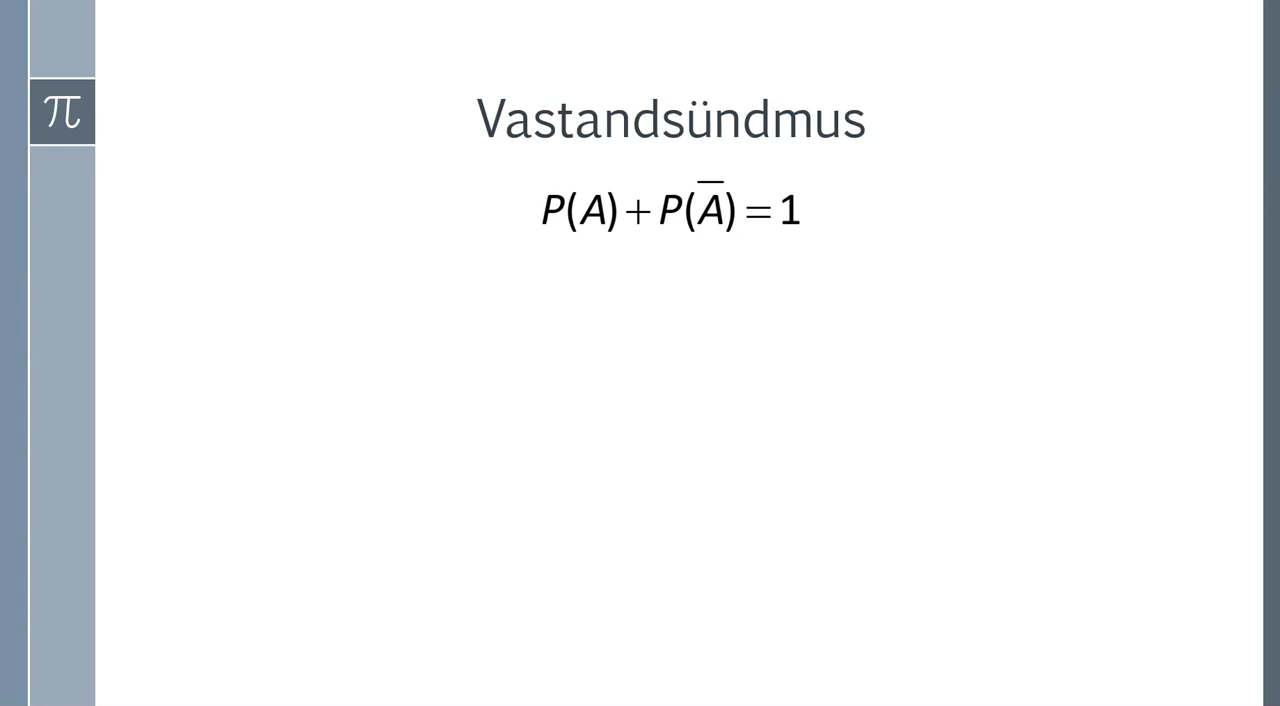 π
Vastandsündmus
P(A) + P(A̅) = 1